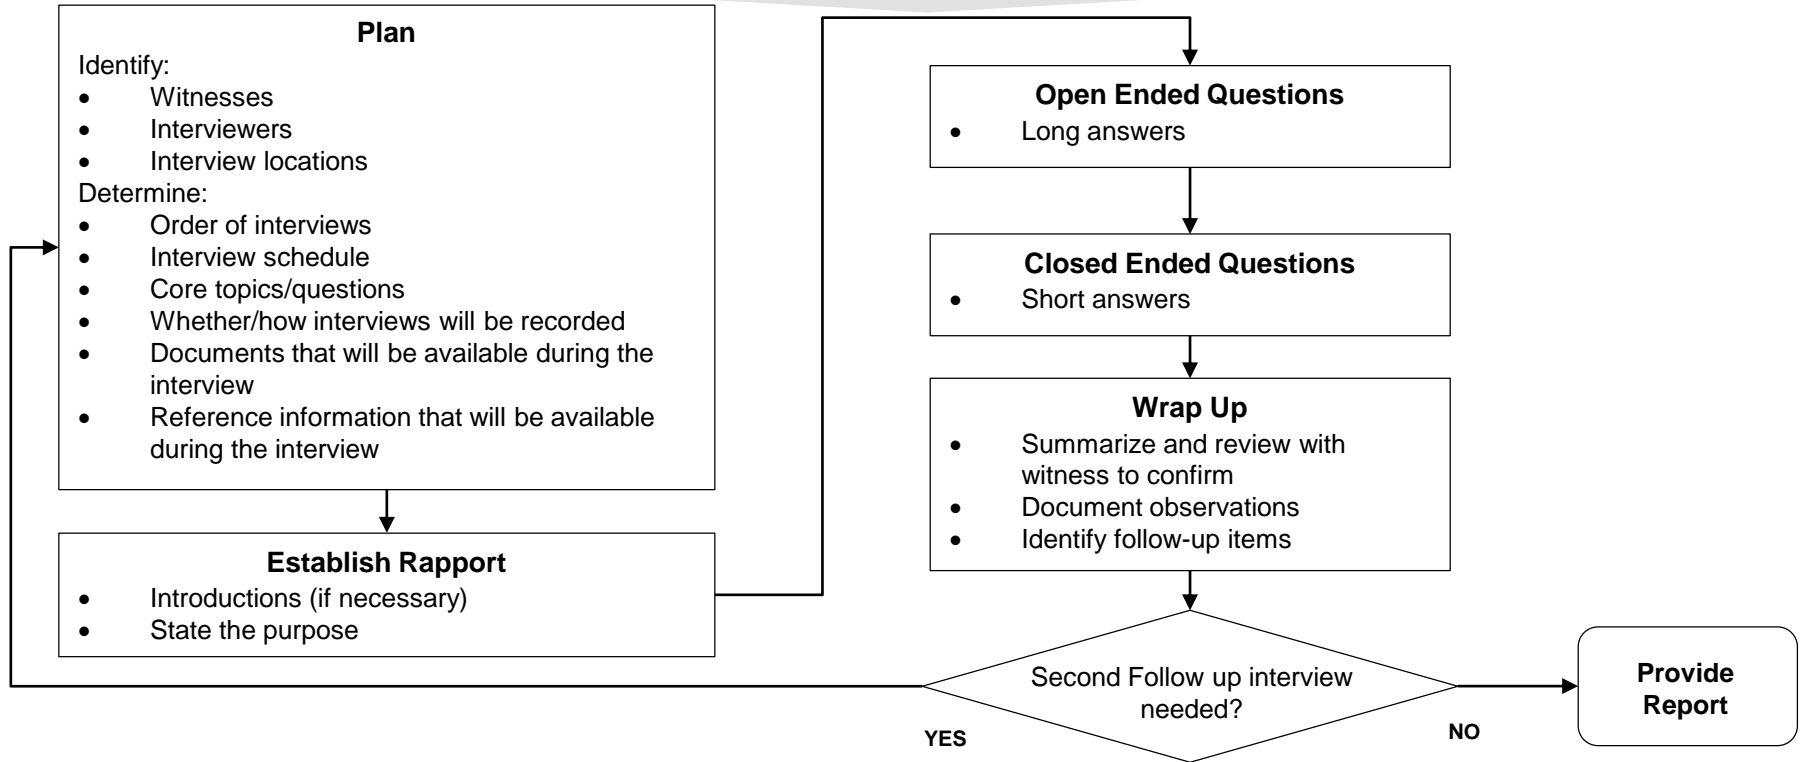 Plan
Identify:
• Witnesses
• Interviewers
• Interview locations
Determine:
• Order of interviews
• Interview schedule
• Core topics/questions
• Whether/how interviews will be recorded
• Documents that will be available during the
interview
• Reference information that will be available
during the interview
Establish Rapport
• Introductions (if necessary)
• State the purpose
Open Ended Questions
• Long answers
Closed Ended Questions
• Short answers
Wrap Up
• Summarize and review with
witness to confirm
• Document observations
• Identify follow-up items
Second Follow up interview
needed?
YES
NO
Provide
Report